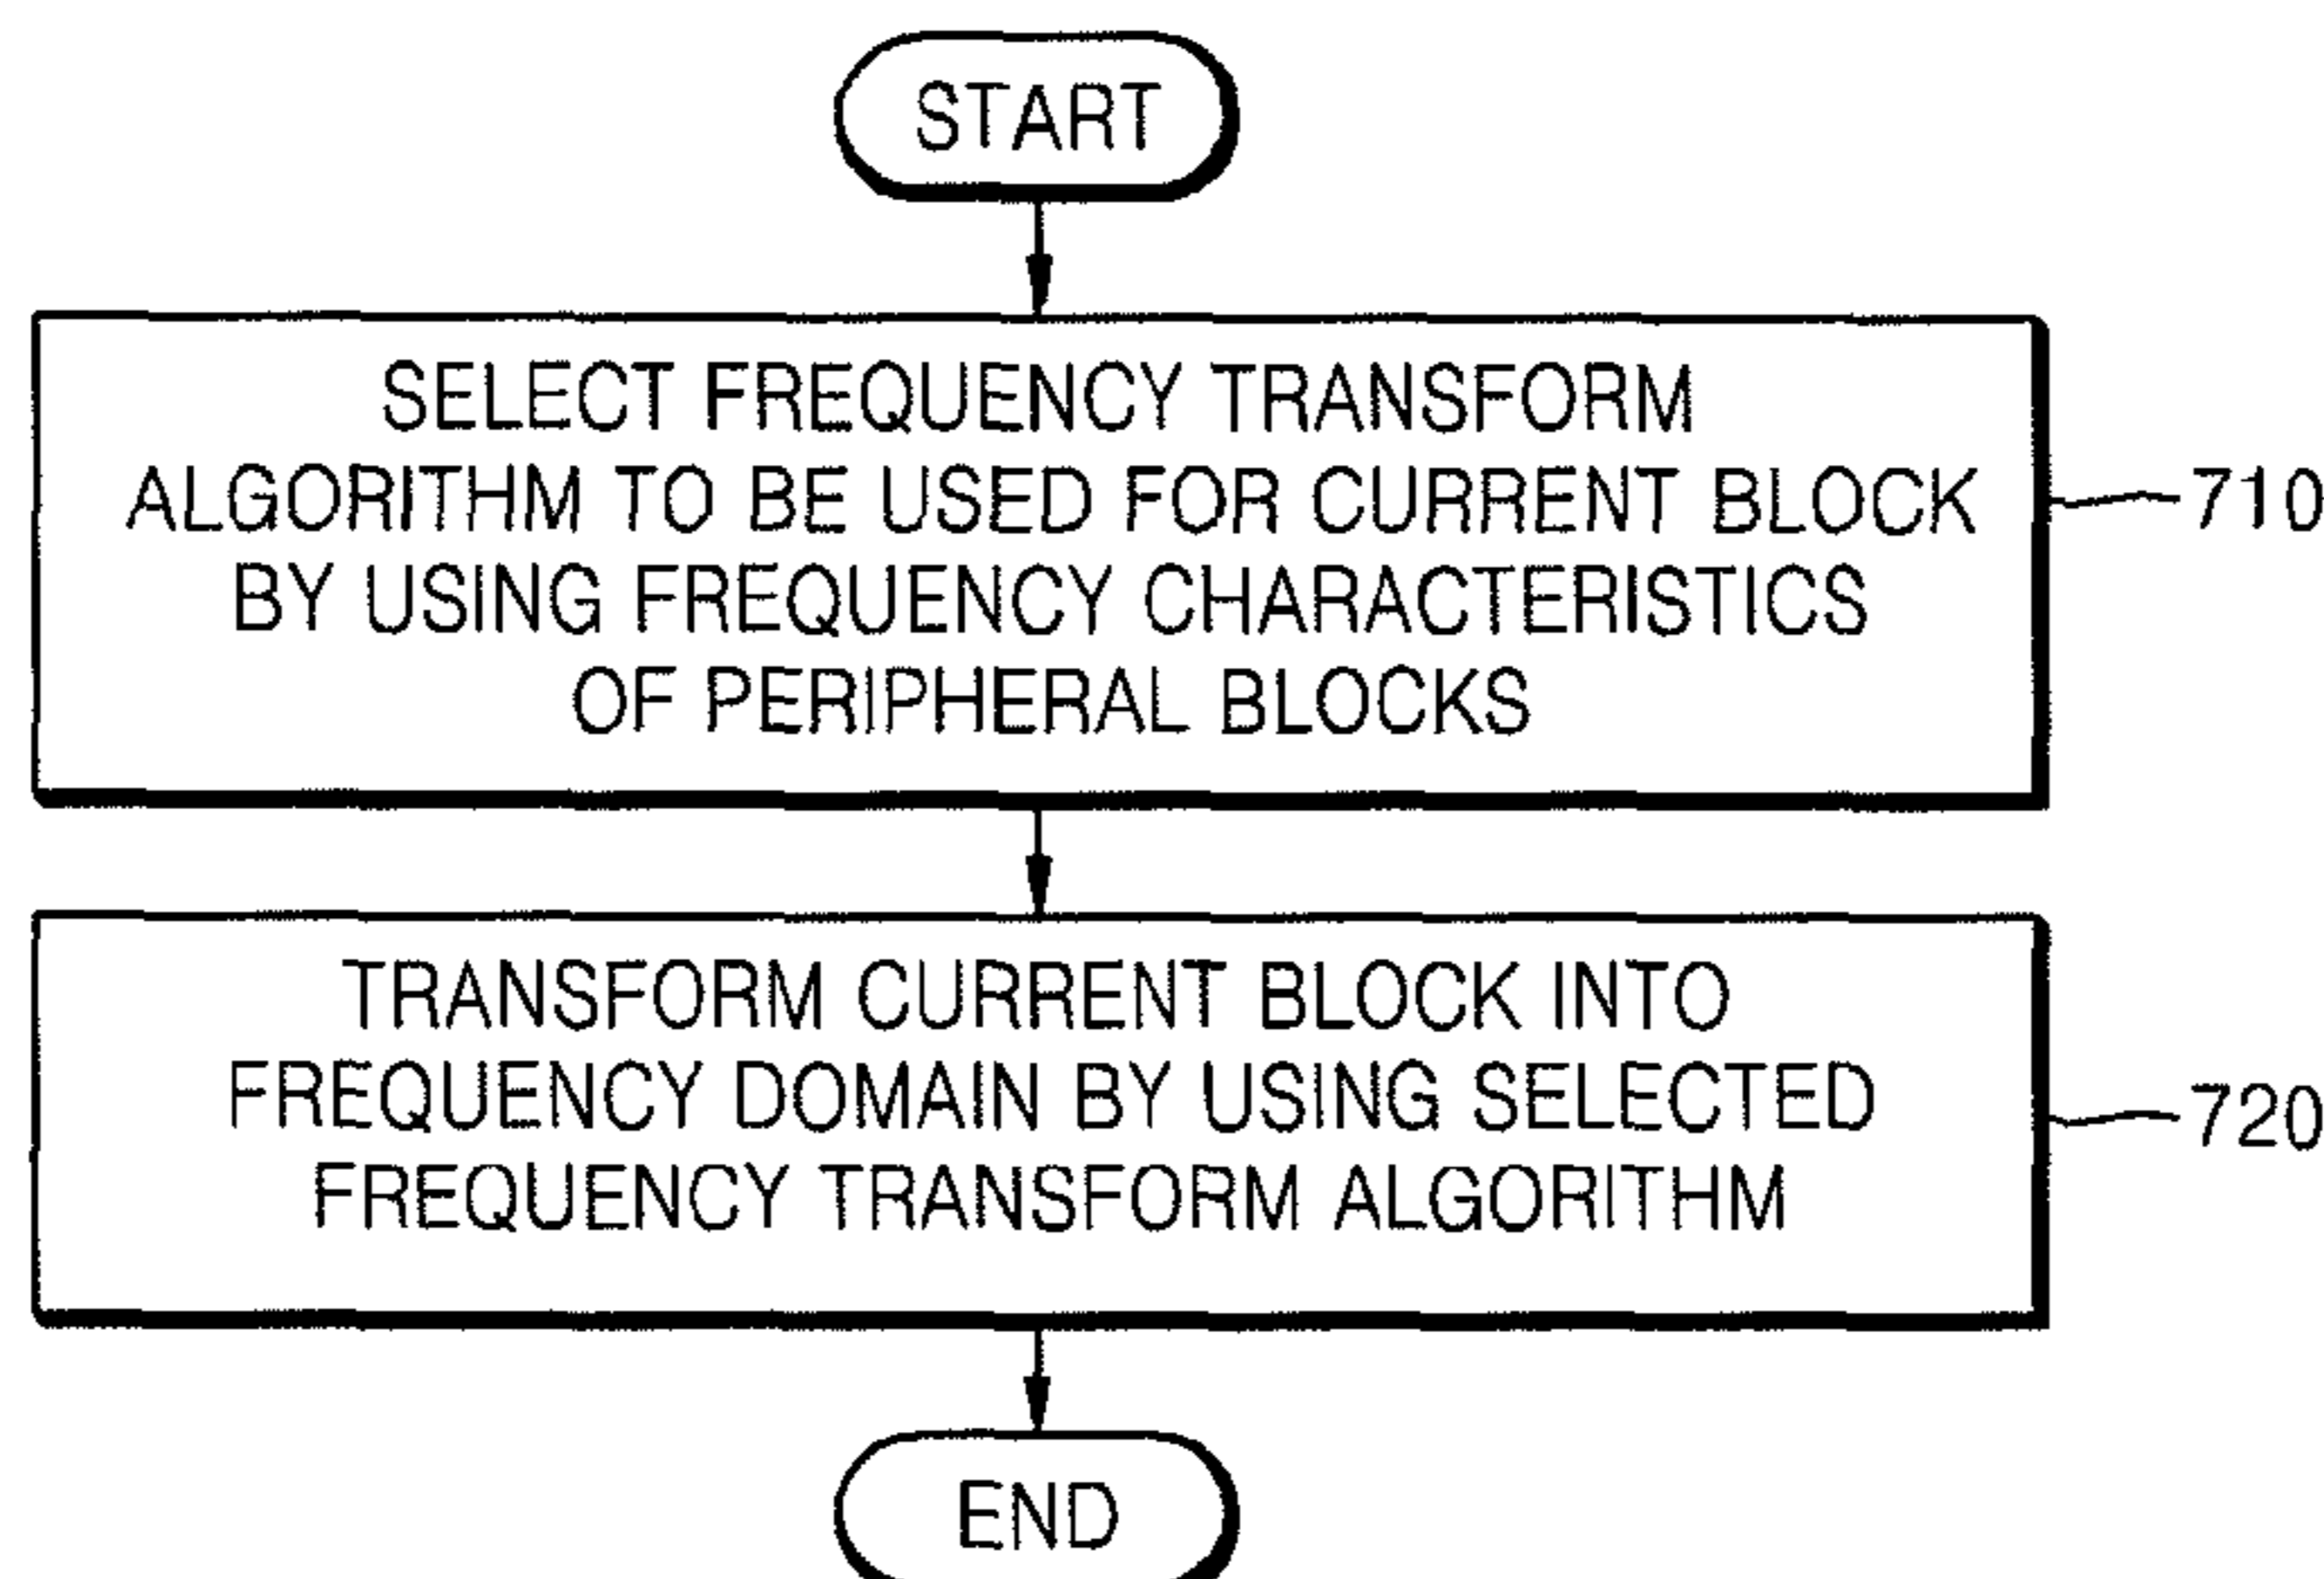 START
SELECT FREQUENCY TRANSFORM
ALGORITHM TO BE USED FOR CURRENT BLOCK
BY USING FREQUENCY CHARACTERISTICS
OF PERIPHERAL BLOCKS
710
TRANSFORM CURRENT BLOCK INTO
FREQUENCY DOMAIN BY USING SELECTED
FREQUENCY TRANSFORM ALGORITHM
720
END